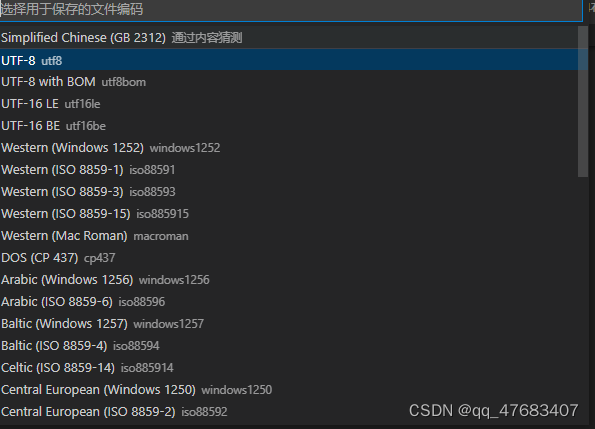 选择用于保存的文件编码
Simplified Chinese (GB 2312) 通过内容猜测
UTF-8 utf8
UTF-8 with BOM utf8bom
UTF-16 LE utf16le
UTF-16 BE utf16be
Western (Windows 1252) windows1252
Western (ISO 8859-1) iso88591
Western (ISO 8859-3) iso88593
Western (ISO 8859-15) iso885915
Western (Mac Roman) macroman
DOS (CP 437) cp437
Arabic (Windows 1256) windows1256
Arabic (ISO 8859-6) iso88596
Baltic (Windows 1257) windows1257
Baltic (ISO 8859-4) iso88594
Celtic (ISO 8859-14) iso885914
Central European (Windows 1250) windows1250
Central European (ISO 8859-2) iso88592
CSDN @qq_47683407